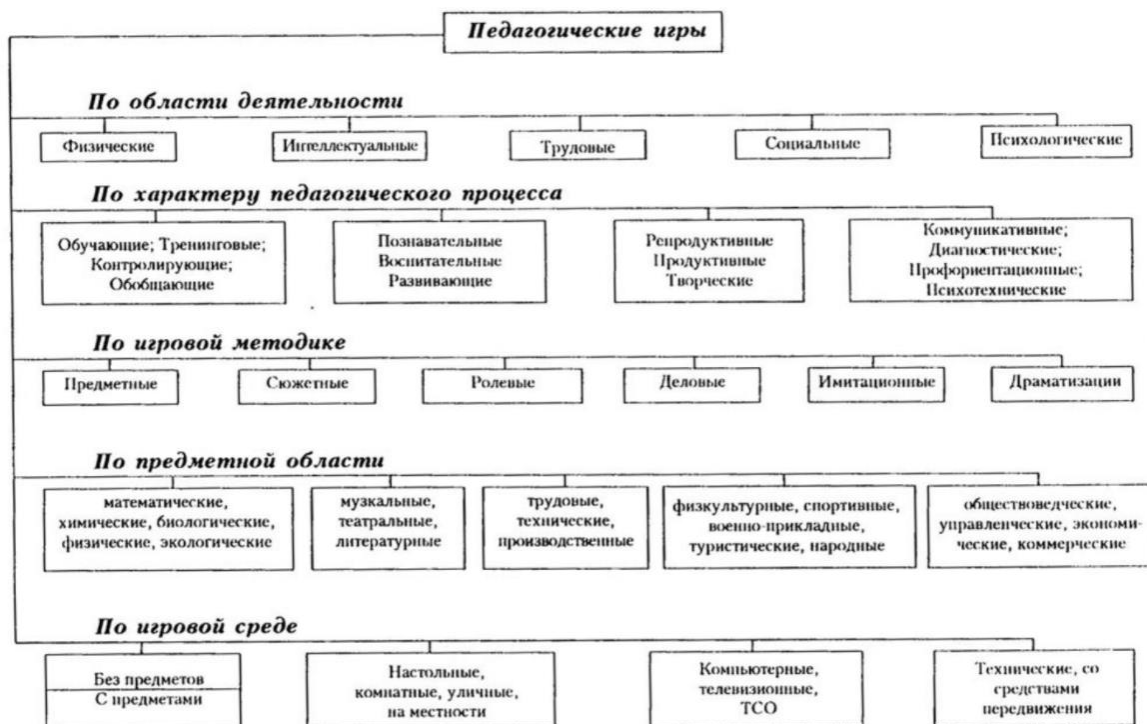 Педагогические игры
По области деятельности
Физические
Интеллектуальные
Трудовые
Социальные
Психологические
По характеру педагогического процесса
Обучающие; Тренинговые;
Контролирующие;
Обобщающие
Познавательные
Воспитательные
Развивающие
Репродуктивные
Продуктивные
Творческие
Коммуникативные;
Диагностические;
Профориентационные;
Психотехнические
По игровой методике
Предметные
Сюжетные
Ролевые
Деловые
Имитационные
Драматизации
По предметной области
математические,
химические, биологические,
физические, экологические
музкальные,
театральные,
литературные
трудовые,
технические,
производственные
физкультурные, спортивные,
военно-прикладные,
туристические, народные
обществоведческие,
управленческие, экономи-
ческие, коммерческие
По игровой среде
Без предметов
С предметами
Настольные,
комнатные, уличные,
на местности
Компьютерные,
телевизионные,
ТСО
Технические, со
средствами
передвижения